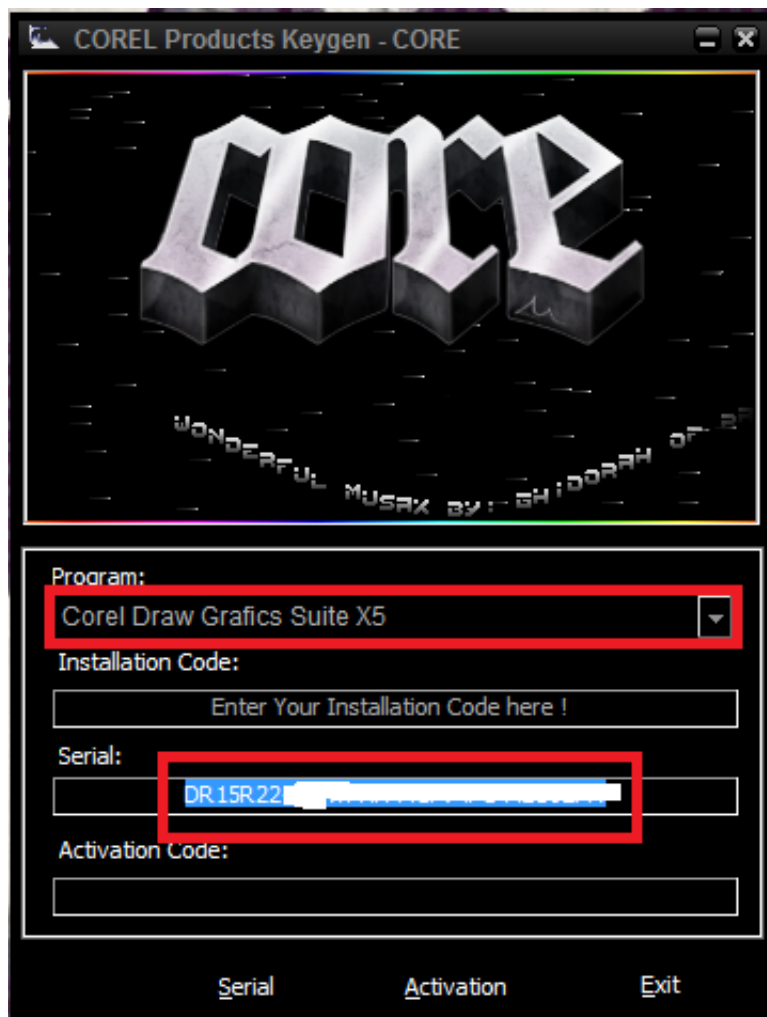 COREL Products Keygen - CORE
core
WONDERFUL MUSAX BY: GHIDORAH OF
Program:
Corel Draw Grafics Suite X5
Installation Code:
Enter Your Installation Code here !
Serial:
Activation Code:
Serial Activation Exit